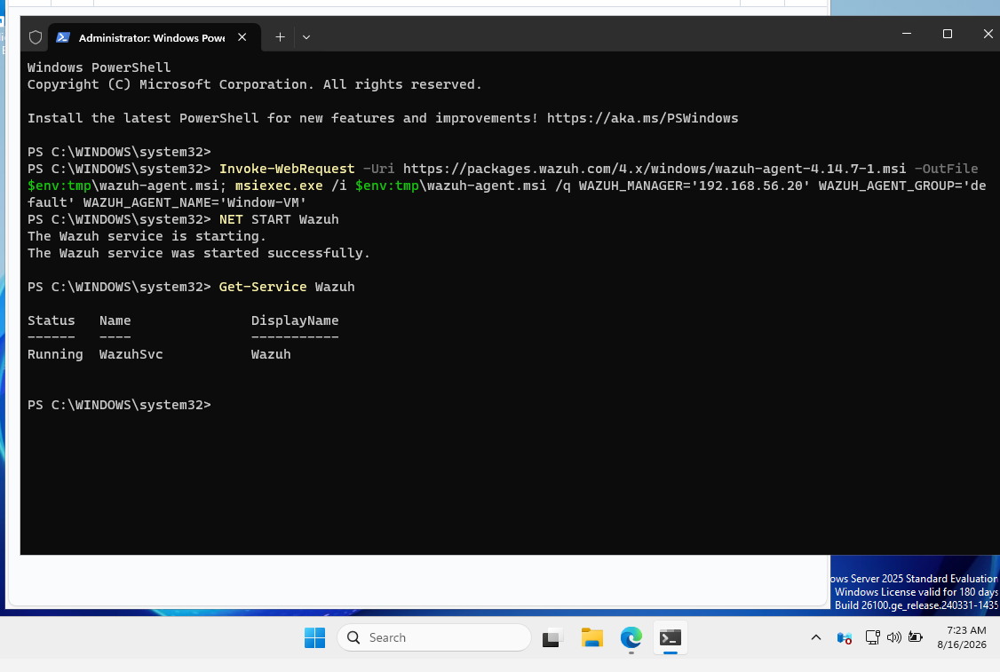 Administrator: Windows Powe
Windows PowerShell
Copyright (C) Microsoft Corporation. All rights reserved.
Install the latest PowerShell for new features and improvements! https://aka.ms/PSWindows
PS C:\WINDOWS\system32>
PS C:\WINDOWS\system32> Invoke-WebRequest -Uri https://packages.wazuh.com/4.x/windows/wazuh-agent-4.14.7-1.msi -OutFile
$env:tmp\wazuh-agent.msi; msiexec.exe /i $env:tmp\wazuh-agent.msi /q WAZUH_MANAGER='192.168.56.20' WAZUH_AGENT_GROUP='de
fault' WAZUH_AGENT_NAME='Window-VM'
PS C:\WINDOWS\system32> NET START Wazuh
The Wazuh service is starting.
The Wazuh service was started successfully.
PS C:\WINDOWS\system32> Get-Service Wazuh
Status Name DisplayName
------ ---- -----------
Running WazuhSvc Wazuh
PS C:\WINDOWS\system32>
ows Server 2025 Standard Evaluation
Windows License valid for 180 days
Build 26100.ge_release.240331-1435
Search
7:23 AM
8/16/2026